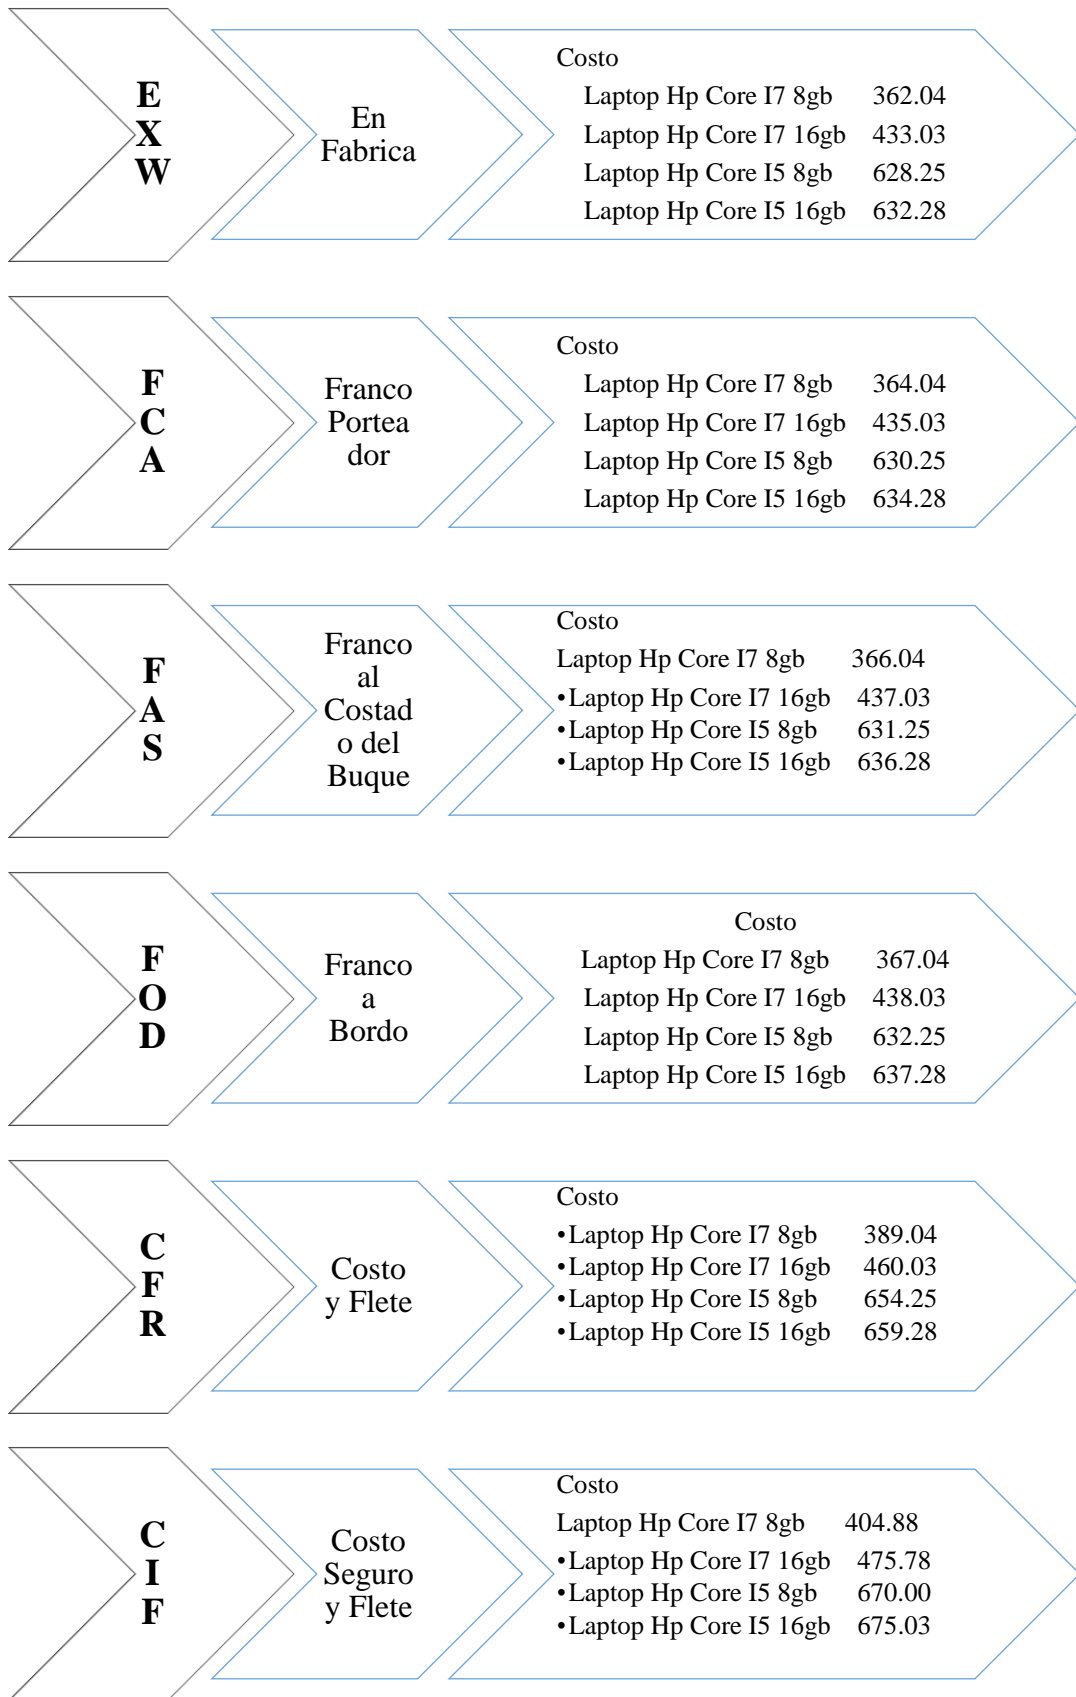 E
X
W
En
Fabrica
Costo
Laptop Hp Core I7 8gb 362.04
Laptop Hp Core I7 16gb 433.03
Laptop Hp Core I5 8gb 628.25
Laptop Hp Core I5 16gb 632.28
F
C
A
Franco
Portea
dor
Costo
Laptop Hp Core I7 8gb 364.04
Laptop Hp Core I7 16gb 435.03
Laptop Hp Core I5 8gb 630.25
Laptop Hp Core I5 16gb 634.28
F
A
S
Franco
al
Costad
o del
Buque
Costo
Laptop Hp Core I7 8gb 366.04
•Laptop Hp Core I7 16gb 437.03
•Laptop Hp Core I5 8gb 631.25
•Laptop Hp Core I5 16gb 636.28
F
O
D
Franco
a
Bordo
Costo
Laptop Hp Core I7 8gb 367.04
Laptop Hp Core I7 16gb 438.03
Laptop Hp Core I5 8gb 632.25
Laptop Hp Core I5 16gb 637.28
C
F
R
Costo
y Flete
Costo
•Laptop Hp Core I7 8gb 389.04
•Laptop Hp Core I7 16gb 460.03
•Laptop Hp Core I5 8gb 654.25
•Laptop Hp Core I5 16gb 659.28
C
I
F
Costo
Seguro
y Flete
Costo
Laptop Hp Core I7 8gb 404.88
•Laptop Hp Core I7 16gb 475.78
•Laptop Hp Core I5 8gb 670.00
•Laptop Hp Core I5 16gb 675.03